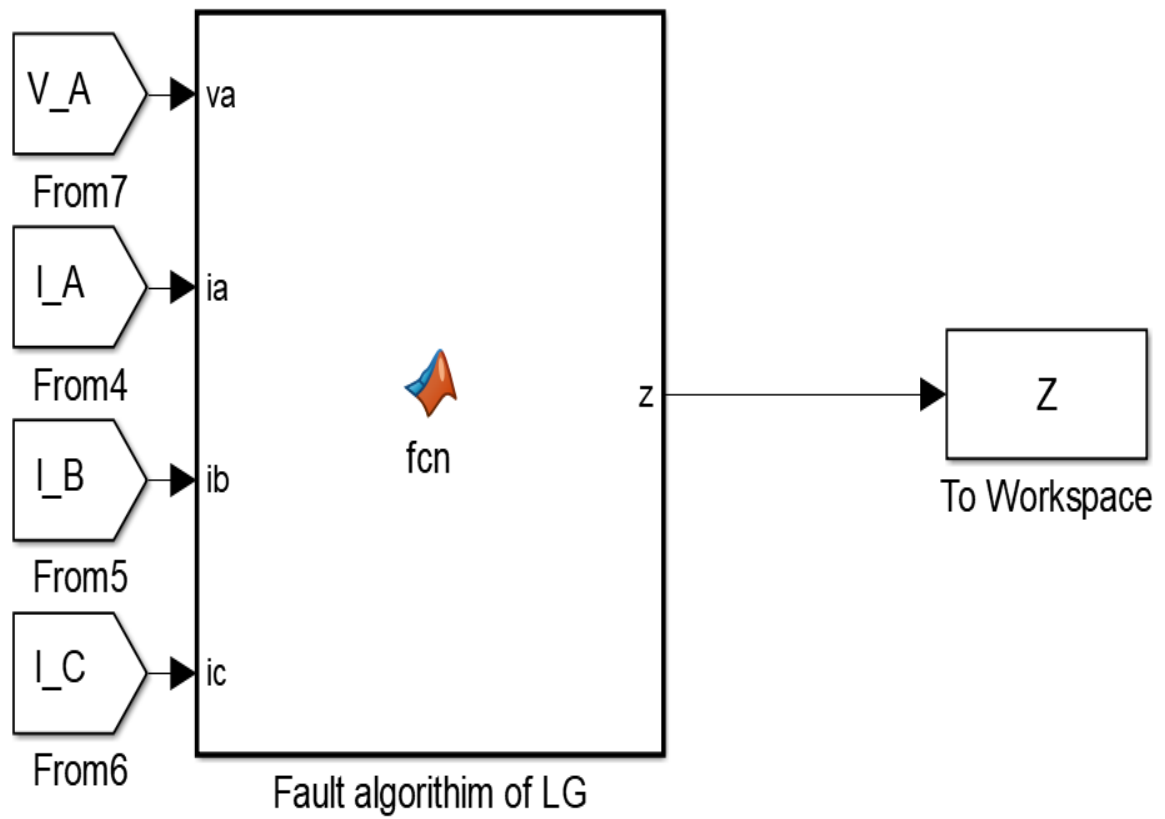 V_A
va
From7
I_A
ia
From4
fcn
z
Z
To Workspace
I_B
ib
From5
I_C
ic
From6
Fault algorithim of LG